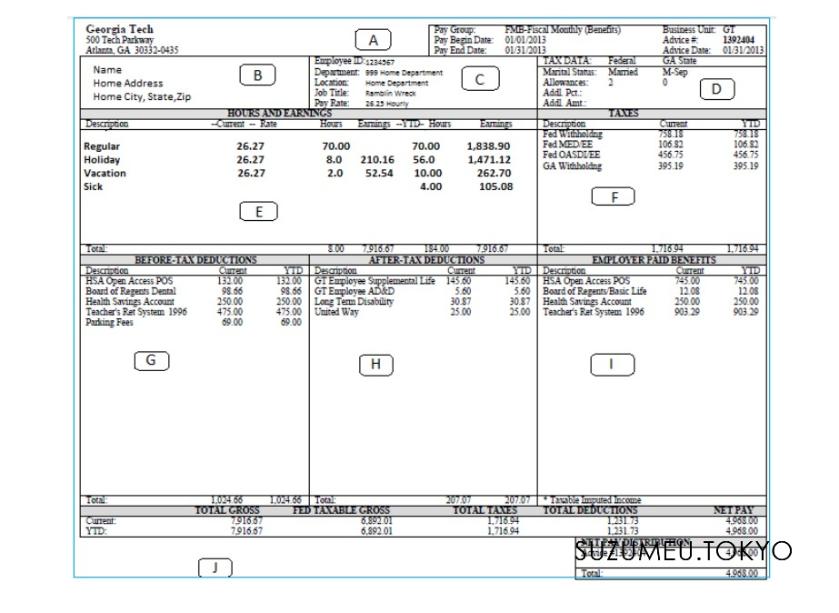 Georgia Tech
500 Tech Parkway
Atlanta, GA 30332-0435
A
Pay Group: FMB-Fiscal Monthly (Benefits)
Pay Begin Date: 01/01/2013
Pay End Date: 01/31/2013
Business Unit: GT
Advice #: 1392404
Advice Date: 01/31/2013
Name
Home Address
Home City, State,Zip
B
Employee ID:1234567
Department: 999 Home Department
Location: Home Department
Job Title: Ramblin Wreck
Pay Rate: 26.25 Hourly
C
TAX DATA: Federal GA State
Marital Status: Married M-Sep
Allowances: 2 0
Addl. Pct.:
Addl. Amt.:
D
HOURS AND EARNINGS
Description --Current -- Rate Hours Earnings --YTD-- Hours Earnings
Regular 26.27 70.00 70.00 1,838.90
Holiday 26.27 8.0 210.16 56.0 1,471.12
Vacation 26.27 2.0 52.54 10.00 262.70
Sick 4.00 105.08
E
Total: 8.00 7,916.67 184.00 7,916.67
TAXES
Description Current YTD
Fed Withholdng 758.18 758.18
Fed MED/EE 106.82 106.82
Fed OASDI/EE 456.75 456.75
GA Withholdng 395.19 395.19
F
Total: 1,716.94 1,716.94
BEFORE-TAX DEDUCTIONS
Description Current YTD
HSA Open Access POS 132.00 132.00
Board of Regents Dental 98.66 98.66
Health Savings Account 250.00 250.00
Teacher's Ret System 1996 475.00 475.00
Parking Fees 69.00 69.00
G
Total: 1,024.66 1,024.66
AFTER-TAX DEDUCTIONS
Description Current YTD
GT Employee Supplemental Life 145.60 145.60
GT Employee AD&D 5.60 5.60
Long Term Disability 30.87 30.87
United Way 25.00 25.00
H
Total: 207.07 207.07
EMPLOYER PAID BENEFITS
Description Current YTD
HSA Open Access POS 745.00 745.00
Board of Regents/Basic Life 12.08 12.08
Health Savings Account 250.00 250.00
Teacher's Ret System 1996 903.29 903.29
I
* Taxable Imputed Income
TOTAL GROSS FED TAXABLE GROSS TOTAL TAXES TOTAL DEDUCTIONS NET PAY
Current: 7,916.67 6,892.01 1,716.94 1,231.73 4,968.00
YTD: 7,916.67 6,892.01 1,716.94 1,231.73 4,968.00
J
NET PAY DISTRIBUTION
SUZUMEU.TOKYO
Total: 4,968.00